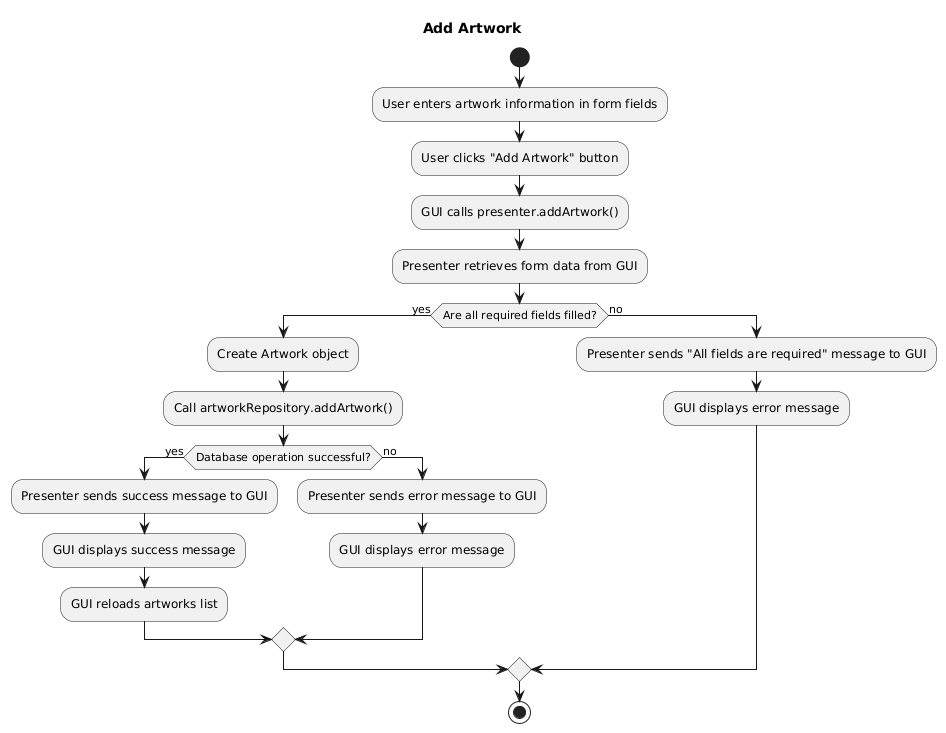 Add Artwork
User enters artwork information in form fields
User clicks "Add Artwork" button
GUI calls presenter.addArtwork()
Presenter retrieves form data from GUI
yes
Are all required fields filled?
no
Create Artwork object
Presenter sends "All fields are required" message to GUI
Call artworkRepository.addArtwork()
GUI displays error message
yes
Database operation successful?
no
Presenter sends success message to GUI
Presenter sends error message to GUI
GUI displays success message
GUI displays error message
GUI reloads artworks list